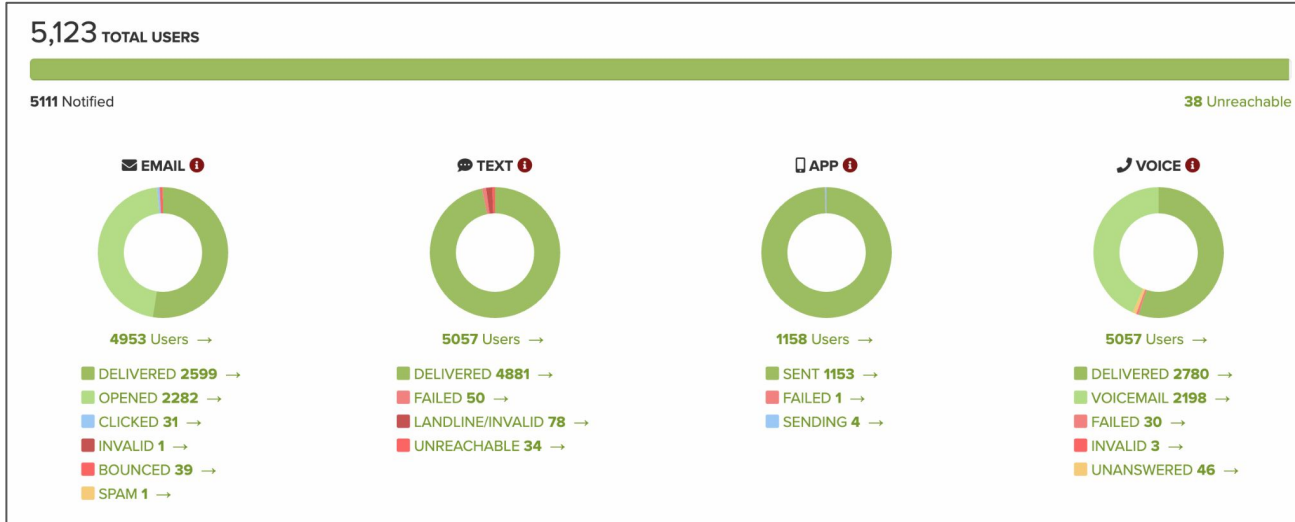 5,123 TOTAL USERS
5111 Notified
38 Unreachable
EMAIL
4953 Users →
DELIVERED 2599 →
OPENED 2282 →
CLICKED 31 →
INVALID 1 →
BOUNCED 39 →
SPAM 1 →
TEXT
5057 Users →
DELIVERED 4881 →
FAILED 50 →
LANDLINE/INVALID 78 →
UNREACHABLE 34 →
APP
1158 Users →
SENT 1153 →
FAILED 1 →
SENDING 4 →
VOICE
5057 Users →
DELIVERED 2780 →
VOICEMAIL 2198 →
FAILED 30 →
INVALID 3 →
UNANSWERED 46 →